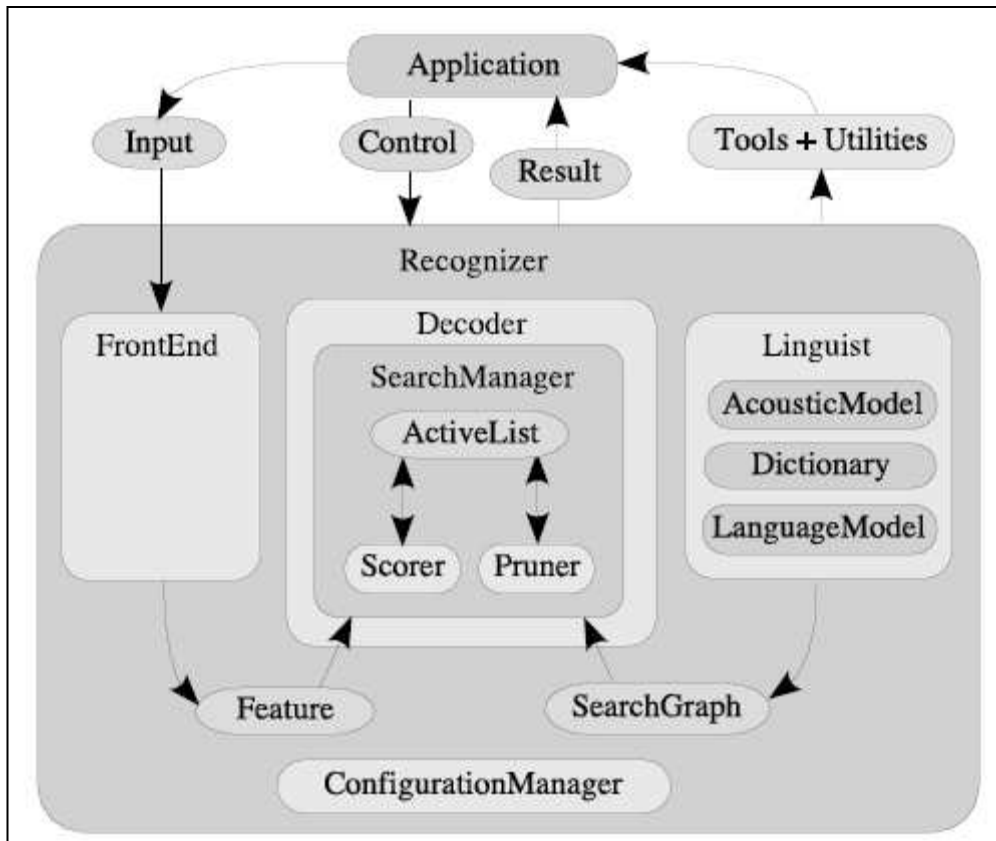 Application
Input
Control
Result
Tools + Utilities
Recognizer
FrontEnd
Decoder
SearchManager
ActiveList
Scorer
Pruner
Linguist
AcousticModel
Dictionary
LanguageModel
Feature
SearchGraph
ConfigurationManager